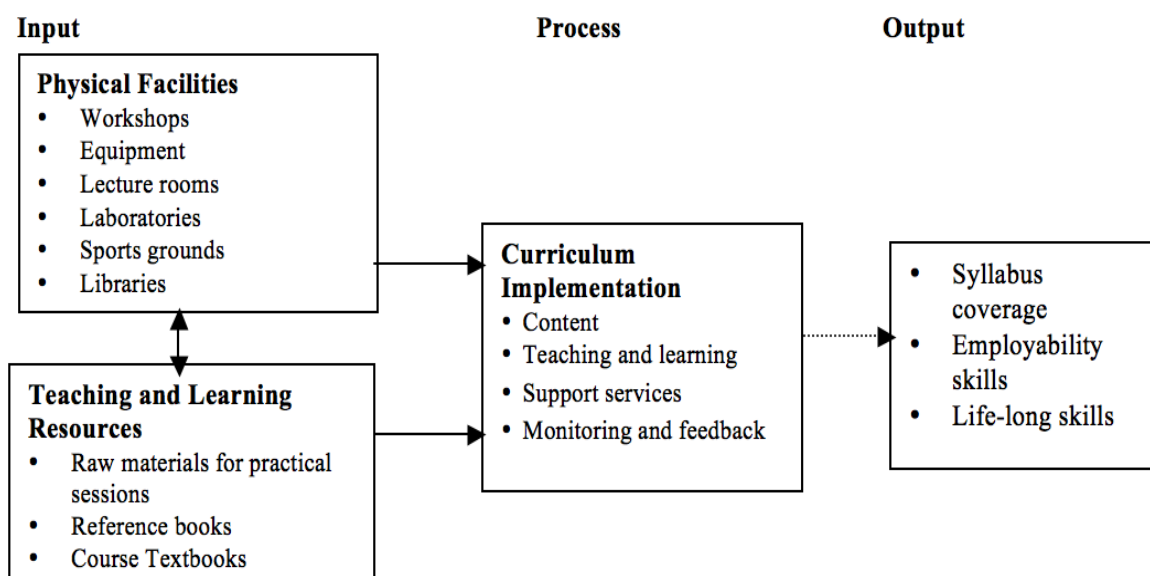 Input Process Output
Physical Facilities
• Workshops
• Equipment
• Lecture rooms
• Laboratories
• Sports grounds
• Libraries
Teaching and Learning
Resources
• Raw materials for practical
sessions
• Reference books
• Course Textbooks
Curriculum
Implementation
• Content
• Teaching and learning
• Support services
• Monitoring and feedback
• Syllabus
coverage
• Employability
skills
• Life-long skills